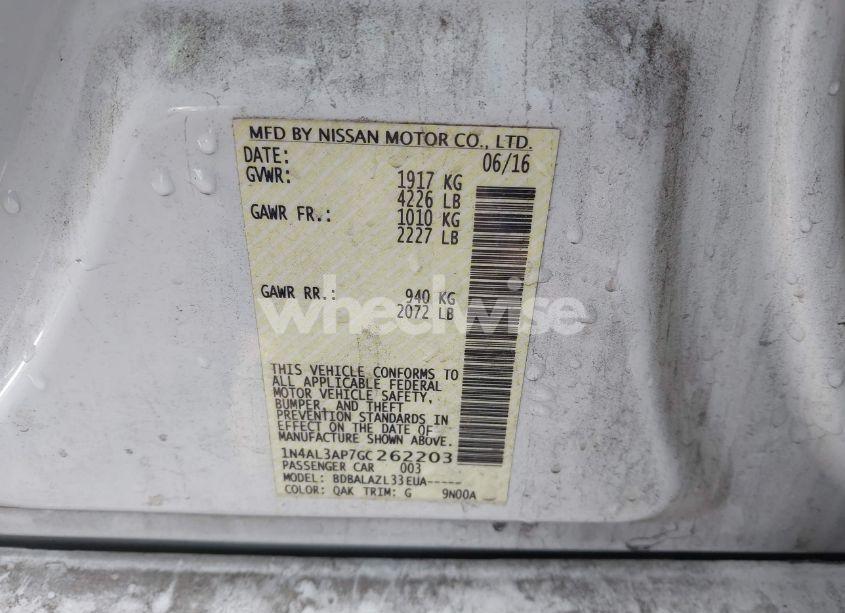 MFD BY NISSAN MOTOR CO., LTD.
DATE: 06/16
GVWR: 1917 KG
4226 LB
GAWR FR.: 1010 KG
2227 LB
GAWR RR.: 940 KG
2072 LB
wheelwise
THIS VEHICLE CONFORMS TO
ALL APPLICABLE FEDERAL
MOTOR VEHICLE SAFETY,
BUMPER, AND THEFT
PREVENTION STANDARDS IN
EFFECT ON THE DATE OF
MANUFACTURE SHOWN ABOVE.
1N4AL3AP7GC262203
PASSENGER CAR 003
MODEL: BDBALAZL33EUA-----
COLOR: QAK TRIM: G 9N00A